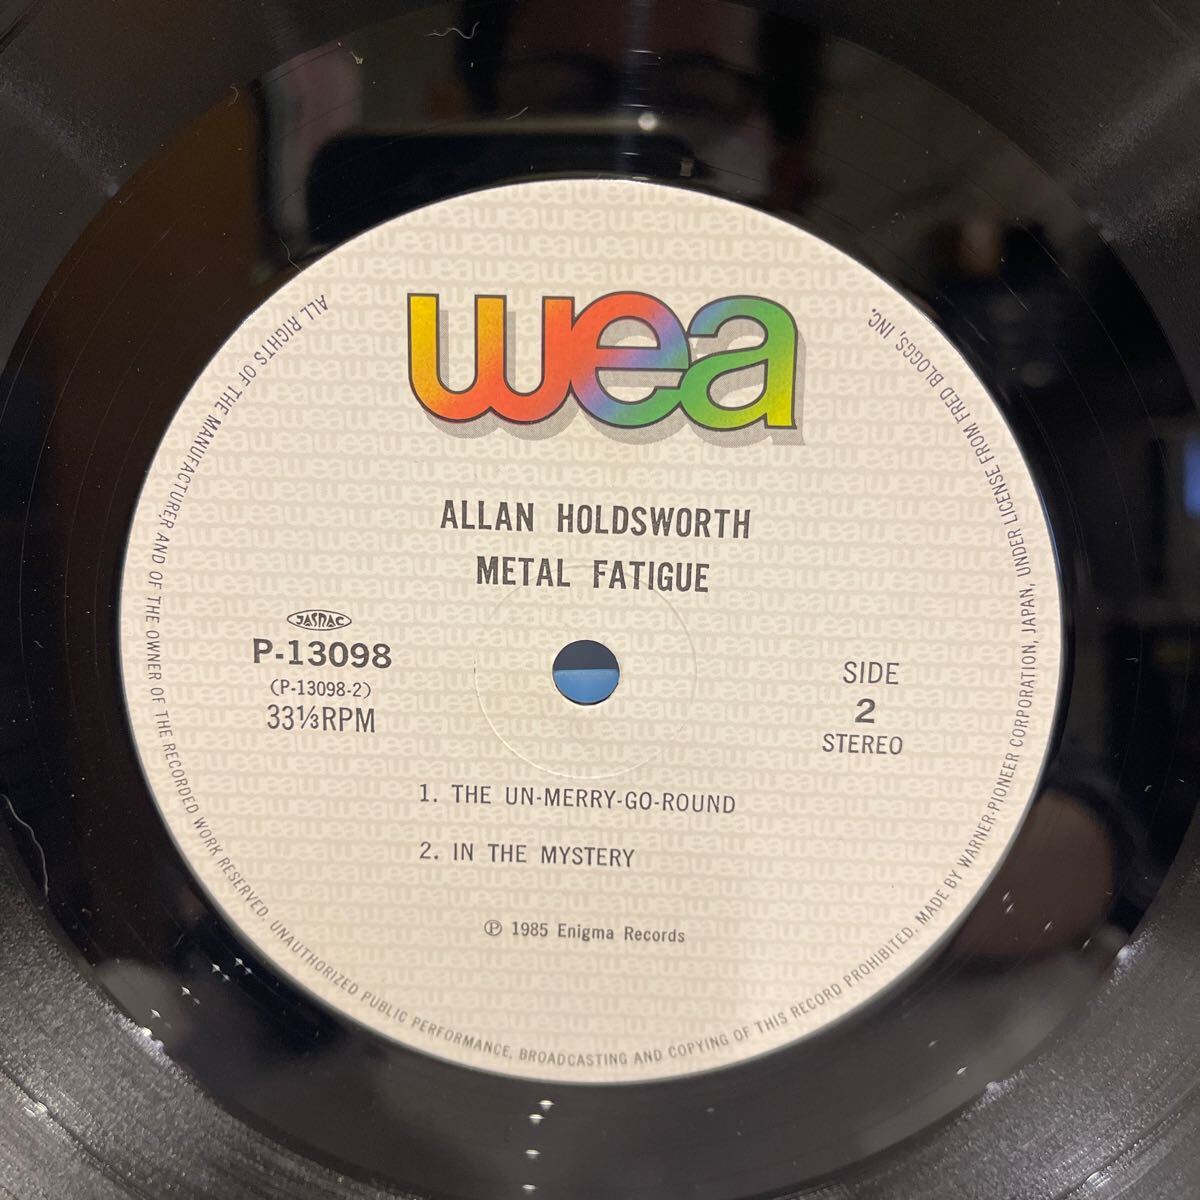 wea
ALLAN HOLDSWORTH
METAL FATIGUE
JASRAC
P-13098
(P-13098-2)
33⅓RPM
SIDE
2
STEREO
1. THE UN-MERRY-GO-ROUND
2. IN THE MYSTERY
℗ 1985 Enigma Records
ALL RIGHTS OF THE MANUFACTURER AND OF THE OWNER OF THE RECORDED WORK RESERVED. UNAUTHORIZED PUBLIC PERFORMANCE, BROADCASTING AND COPYING OF THIS RECORD PROHIBITED. MADE BY WARNER-PIONEER CORPORATION, JAPAN, UNDER LICENSE FROM FRED BLOGGS, INC.